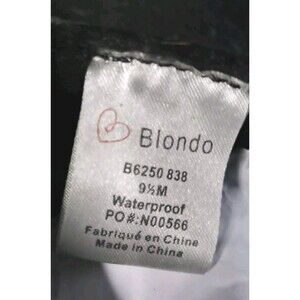 Blondo
B6250 838
9½M
Waterproof
PO#:N00566
Fabriqué en Chine
Made in China